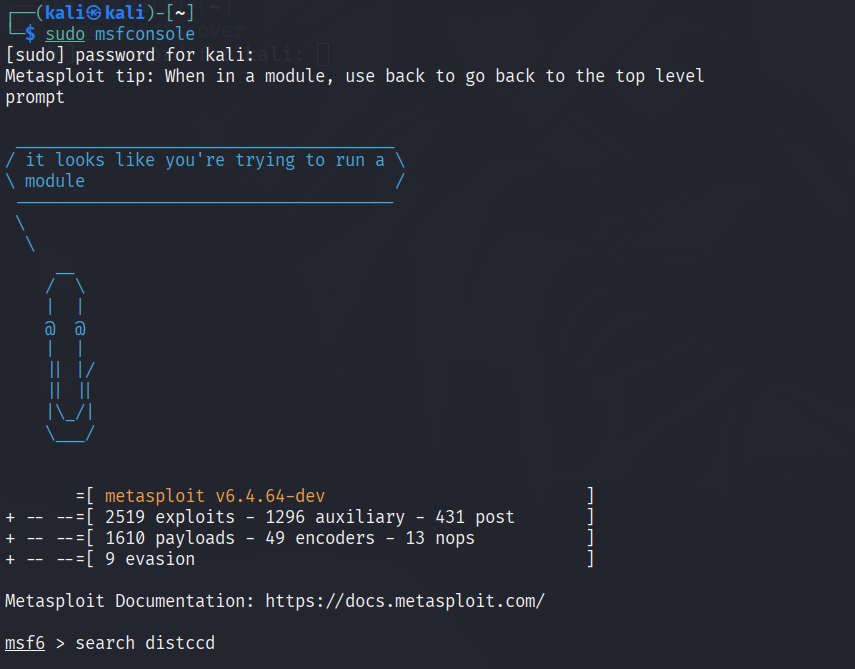 ┌──(kali㉿kali)-[~]
└─$ sudo msfconsole
[sudo] password for kali:
Metasploit tip: When in a module, use back to go back to the top level
prompt
 ______________________________________
/ it looks like you're trying to run a \
\ module                               /
 --------------------------------------
 \
  \
     __
    /  \
    |  |
    @  @
    |  |
    || |/
    || ||
    |\_/|
    \___/
       =[ metasploit v6.4.64-dev                          ]
+ -- --=[ 2519 exploits - 1296 auxiliary - 431 post       ]
+ -- --=[ 1610 payloads - 49 encoders - 13 nops           ]
+ -- --=[ 9 evasion                                       ]
Metasploit Documentation: https://docs.metasploit.com/
msf6 > search distccd